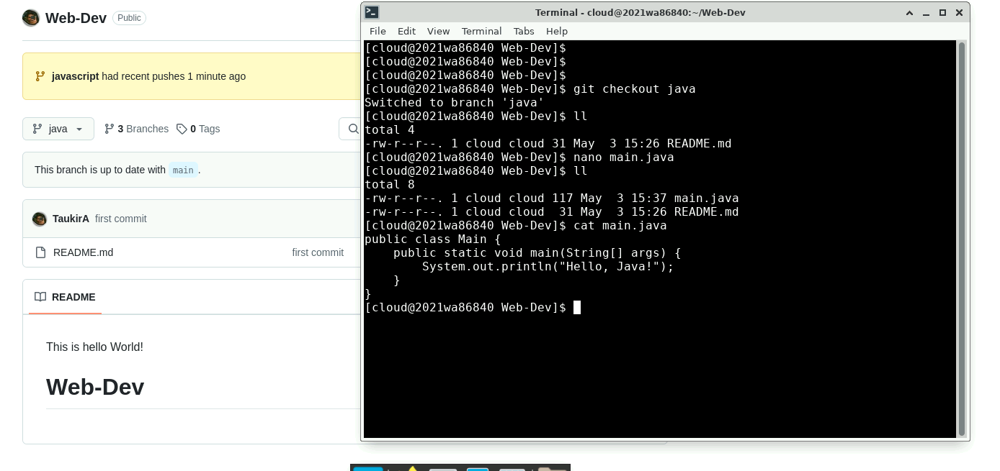 Web-Dev Public
javascript had recent pushes 1 minute ago
java 3 Branches 0 Tags
This branch is up to date with main .
TaukirA first commit
README.md first commit
README
This is hello World!
Web-Dev
Terminal - cloud@2021wa86840:~/Web-Dev
File Edit View Terminal Tabs Help
[cloud@2021wa86840 Web-Dev]$
[cloud@2021wa86840 Web-Dev]$
[cloud@2021wa86840 Web-Dev]$
[cloud@2021wa86840 Web-Dev]$ git checkout java
Switched to branch 'java'
[cloud@2021wa86840 Web-Dev]$ ll
total 4
-rw-r--r--. 1 cloud cloud 31 May  3 15:26 README.md
[cloud@2021wa86840 Web-Dev]$ nano main.java
[cloud@2021wa86840 Web-Dev]$ ll
total 8
-rw-r--r--. 1 cloud cloud 117 May  3 15:37 main.java
-rw-r--r--. 1 cloud cloud  31 May  3 15:26 README.md
[cloud@2021wa86840 Web-Dev]$ cat main.java
public class Main {
    public static void main(String[] args) {
        System.out.println("Hello, Java!");
    }
}
[cloud@2021wa86840 Web-Dev]$